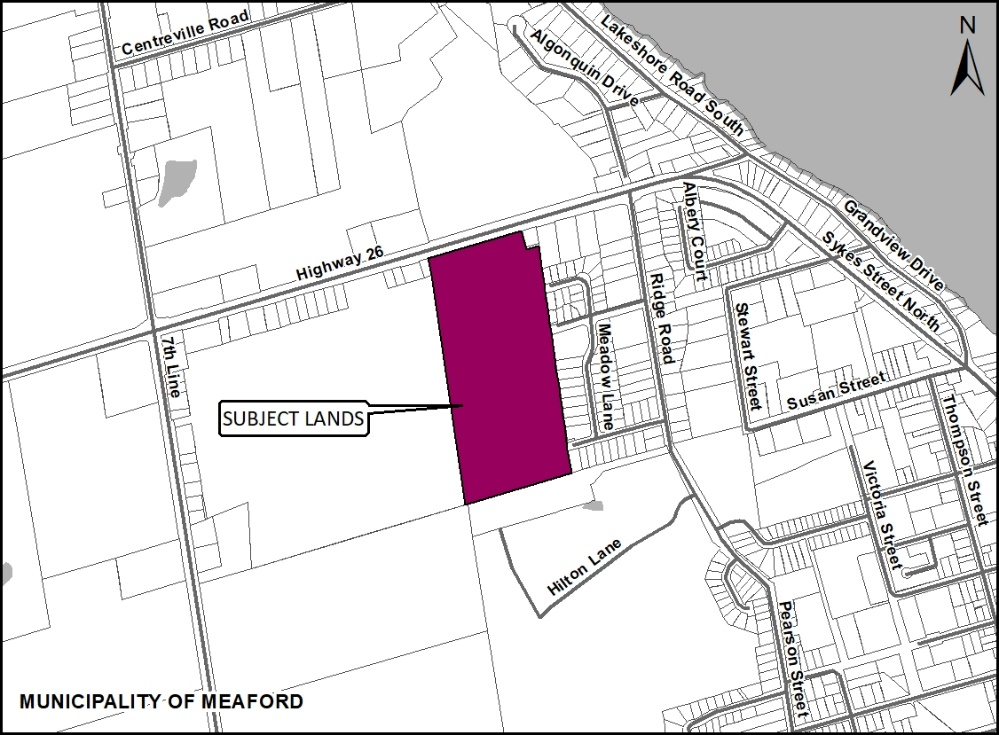 Centreville Road
Algonquin Drive
Lakeshore Road South
N
Albery Court
Grandview Drive
Sykes Street North
Highway 26
Ridge Road
7th Line
Meadow Lane
Stewart Street
Susan Street
SUBJECT LANDS
Thompson Street
Victoria Street
Hilton Lane
Pearson Street
MUNICIPALITY OF MEAFORD